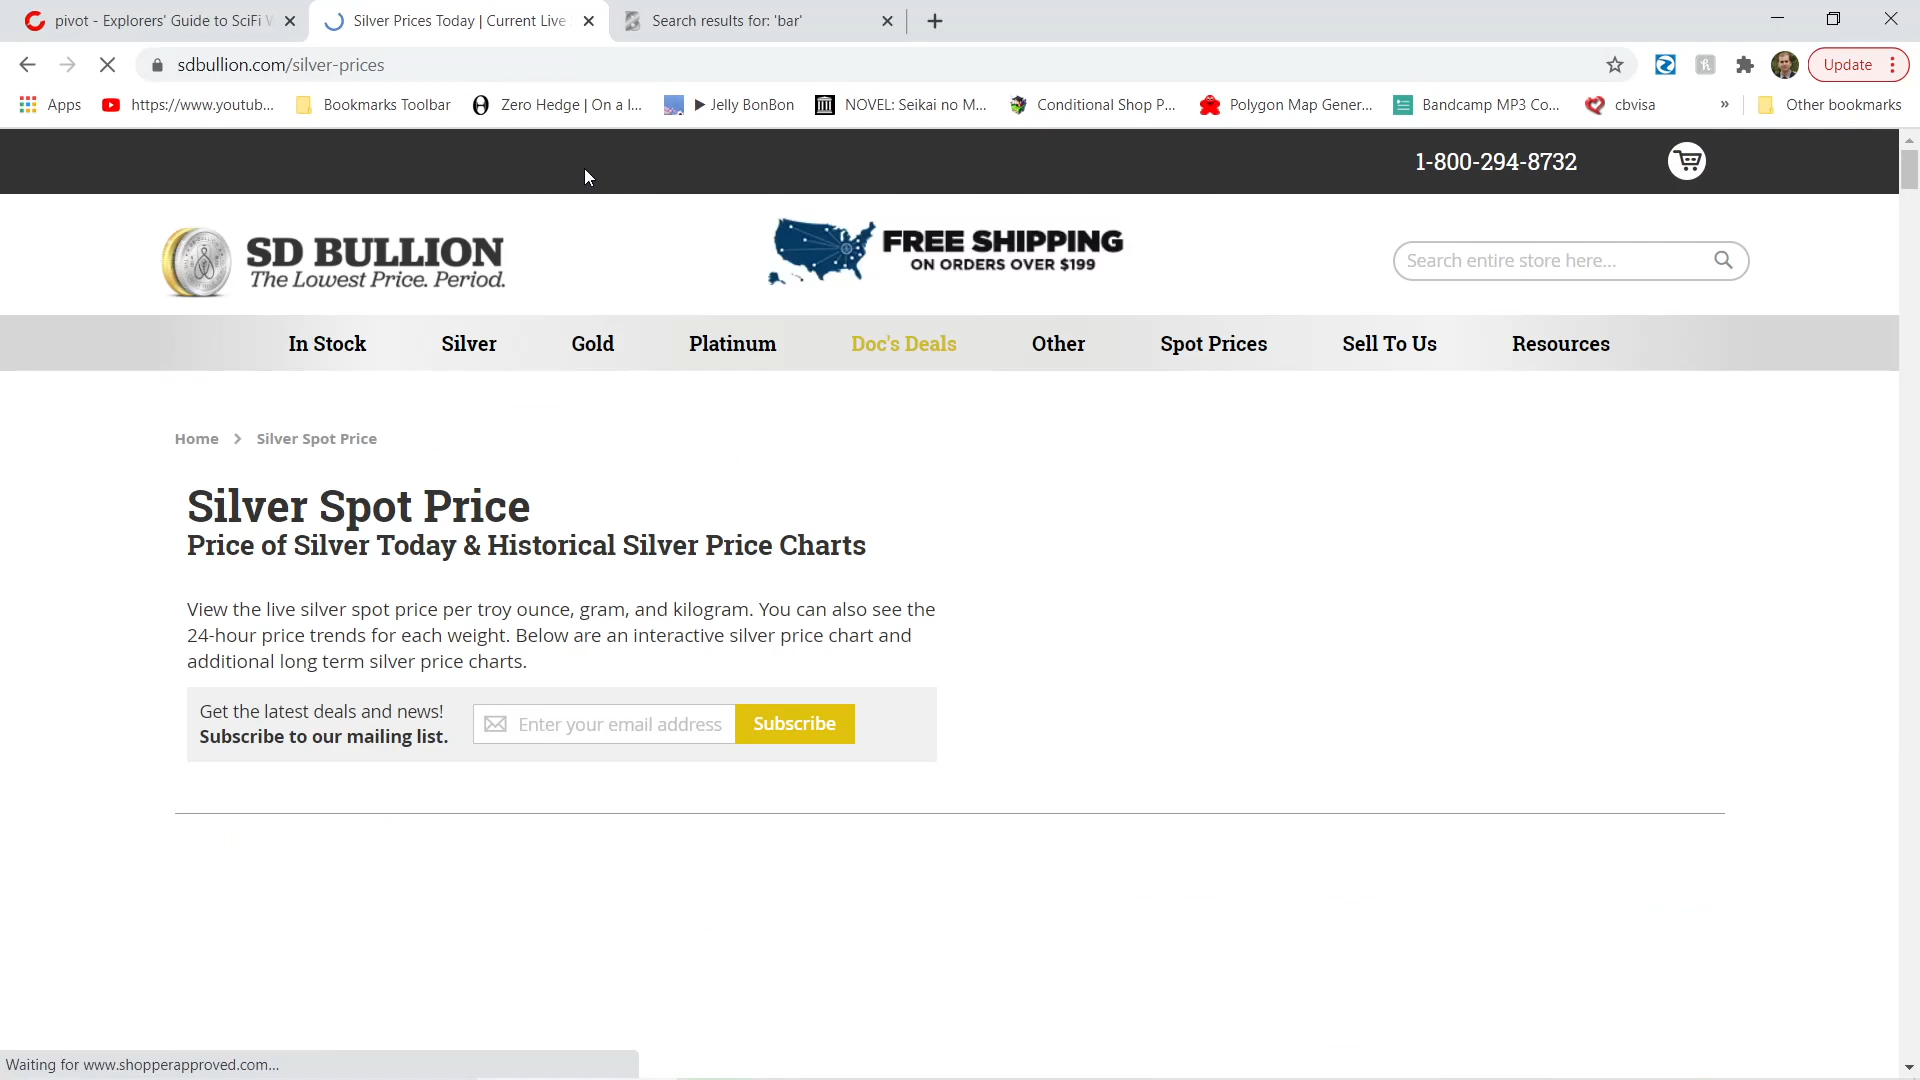 pivot - Explorers' Guide to SciFi
Silver Prices Today | Current Live
Search results for: 'bar'
sdbullion.com/silver-prices
Update
Apps
https://www.youtub...
Bookmarks Toolbar
Zero Hedge | On a l...
▶ Jelly BonBon
NOVEL: Seikai no M...
Conditional Shop P...
Polygon Map Gener...
Bandcamp MP3 Co...
cbvisa
»
Other bookmarks
1-800-294-8732
SD BULLION
The Lowest Price. Period.
FREE SHIPPING
ON ORDERS OVER $199
Search entire store here...
In Stock
Silver
Gold
Platinum
Doc's Deals
Other
Spot Prices
Sell To Us
Resources
Home > Silver Spot Price
Silver Spot Price
Price of Silver Today & Historical Silver Price Charts
View the live silver spot price per troy ounce, gram, and kilogram. You can also see the
24-hour price trends for each weight. Below are an interactive silver price chart and
additional long term silver price charts.
Get the latest deals and news!
Subscribe to our mailing list.
Enter your email address
Subscribe
Waiting for www.shopperapproved.com...